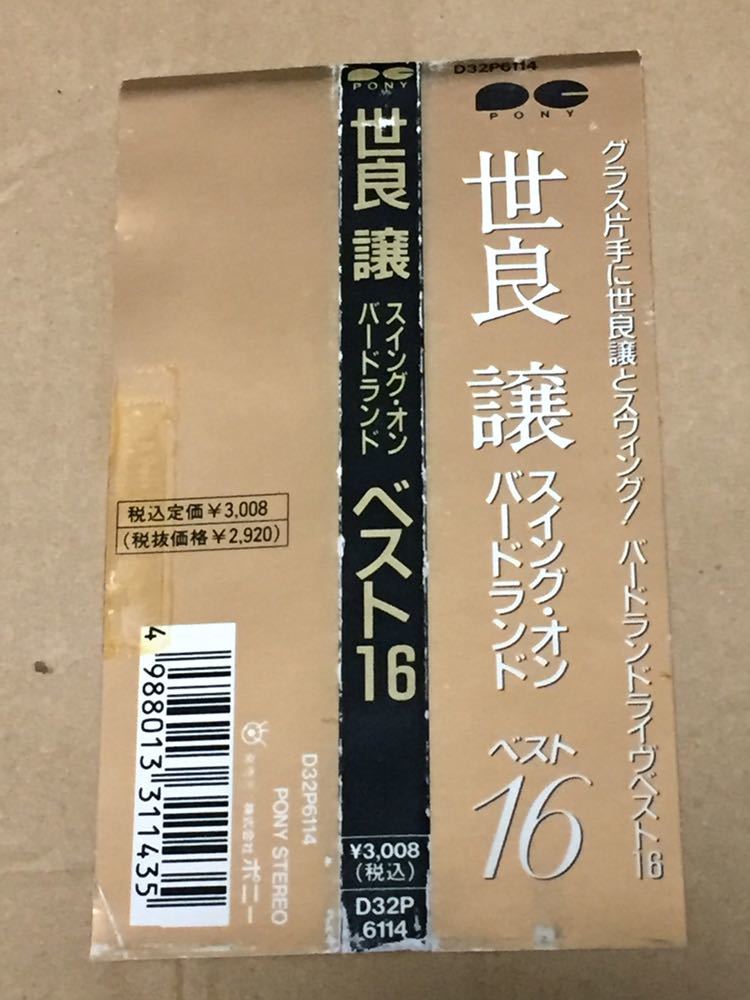 D32P6114
PONY
世良 譲
スイング・オン
バードランド
ベスト
16
グラス片手に世良譲とスウィング! バードランドライヴベスト16
PONY
世良 譲
スイング・オン
バードランド
ベスト16
¥3,008
(税込)
D32P
6114
税込定価¥3,008
(税抜価格¥2,920)
4 988013 311435
D32P6114
PONY STEREO
株式会社 ポニー